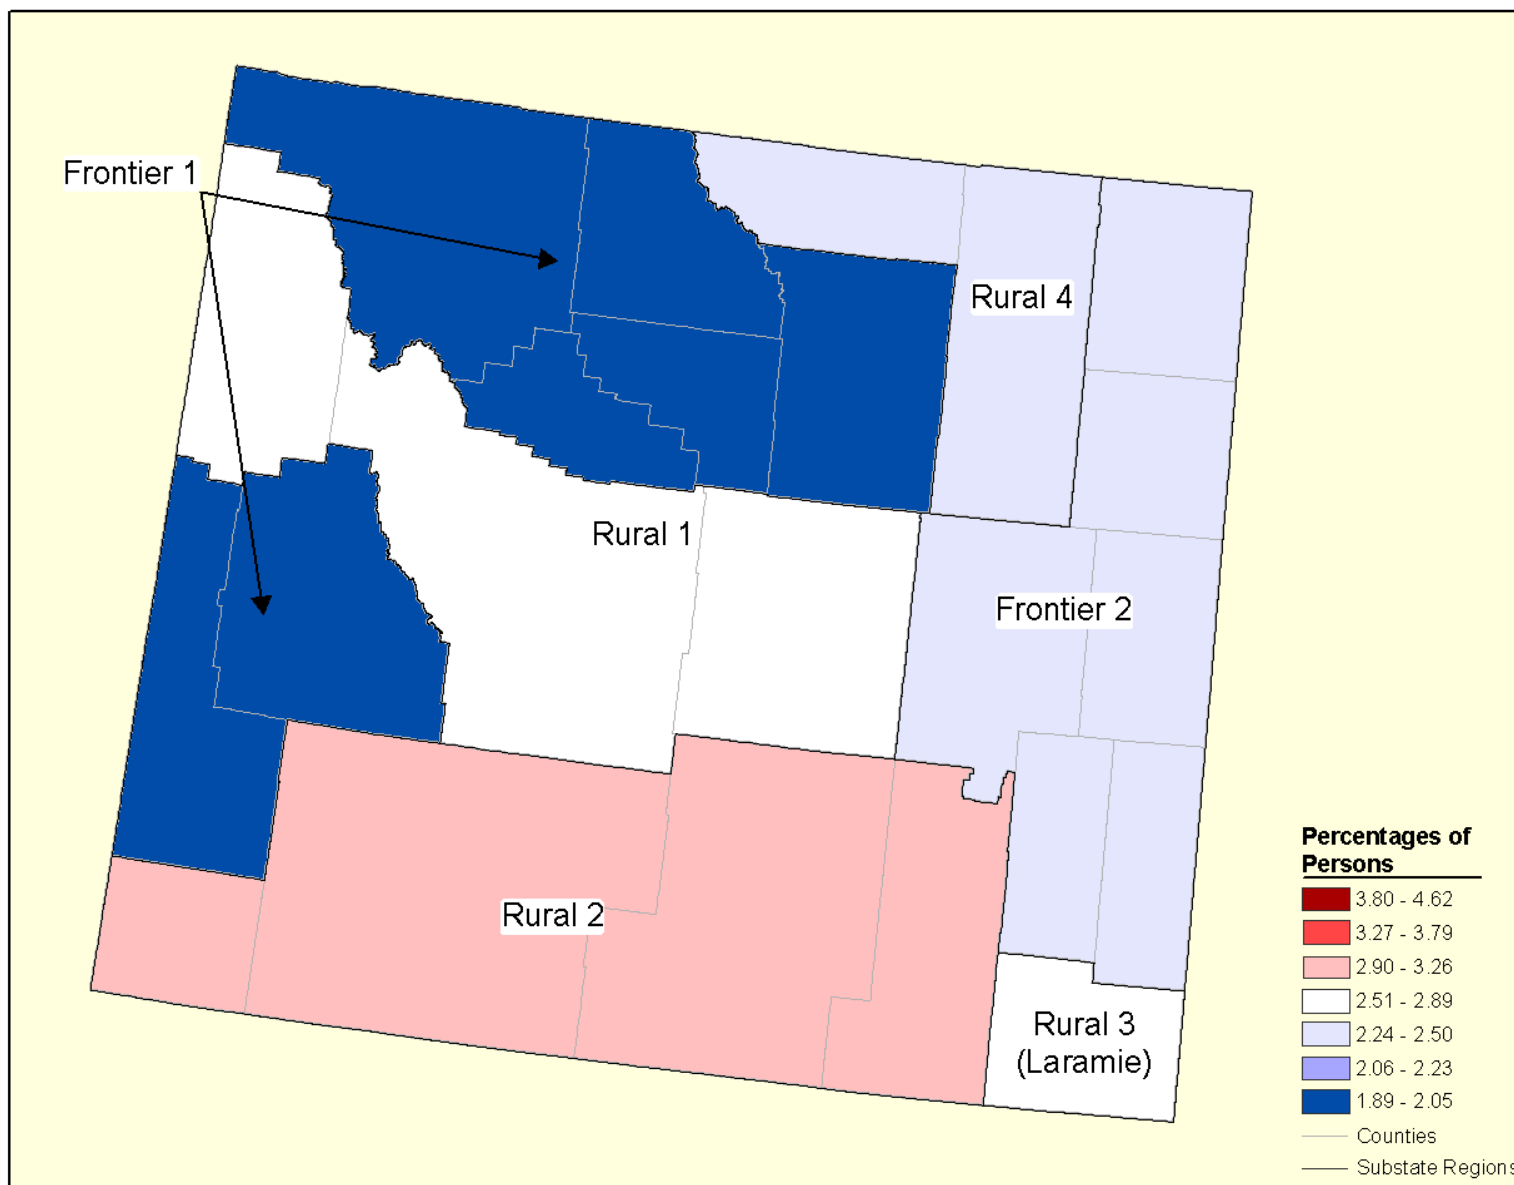 Frontier 1
Rural 4
Rural 1
Frontier 2
Rural 2
Rural 3
(Laramie)
Percentages of
Persons
3.80 - 4.62
3.27 - 3.79
2.90 - 3.26
2.51 - 2.89
2.24 - 2.50
2.06 - 2.23
1.89 - 2.05
Counties
Substate Regions